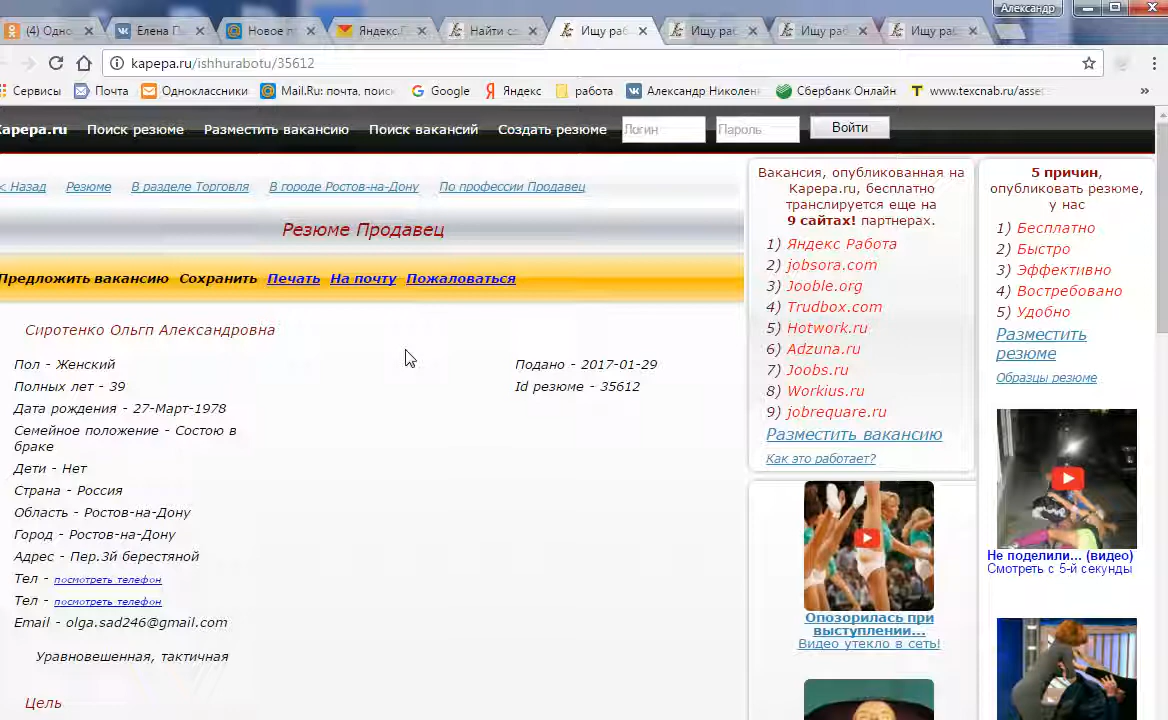 Александр
(4) Одно
Елена П
Новое п
Яндекс.П
Найти со
Ищу раб
Ищу раб
Ищу раб
Ищу раб
kapepa.ru/ishhurabotu/35612
Сервисы Почта Одноклассники Mail.Ru: почта, поиск Google Яндекс работа Александр Николен Сбербанк Онлайн www.texcnab.ru/asse »
Kapepa.ru Поиск резюме Разместить вакансию Поиск вакансий Создать резюме Логин Пароль Войти
< Назад Резюме В разделе Торговля В городе Ростов-на-Дону По профессии Продавец
Резюме Продавец
Предложить вакансию Сохранить Печать На почту Пожаловаться
Сиротенко Ольгп Александровна
Пол - Женский
Полных лет - 39
Дата рождения - 27-Март-1978
Семейное положение - Состою в
браке
Дети - Нет
Страна - Россия
Область - Ростов-на-Дону
Город - Ростов-на-Дону
Адрес - Пер.3й берестяной
Тел - посмотреть телефон
Тел - посмотреть телефон
Email - olga.sad246@gmail.com
Уравновешенная, тактичная
Цель
Подано - 2017-01-29
Id резюме - 35612
Вакансия, опубликованная на
Kapepa.ru, бесплатно
транслируется еще на
9 сайтах! партнерах.
1) Яндекс Работа
2) jobsora.com
3) Jooble.org
4) Trudbox.com
5) Hotwork.ru
6) Adzuna.ru
7) Joobs.ru
8) Workius.ru
9) jobrequare.ru
Разместить вакансию
Как это работает?
Опозорилась при
выступлении...
Видео утекло в сеть!
5 причин,
опубликовать резюме,
у нас
1) Бесплатно
2) Быстро
3) Эффективно
4) Востребовано
5) Удобно
Разместить
резюме
Образцы резюме
Не поделили... (видео)
Смотреть с 5-й секунды